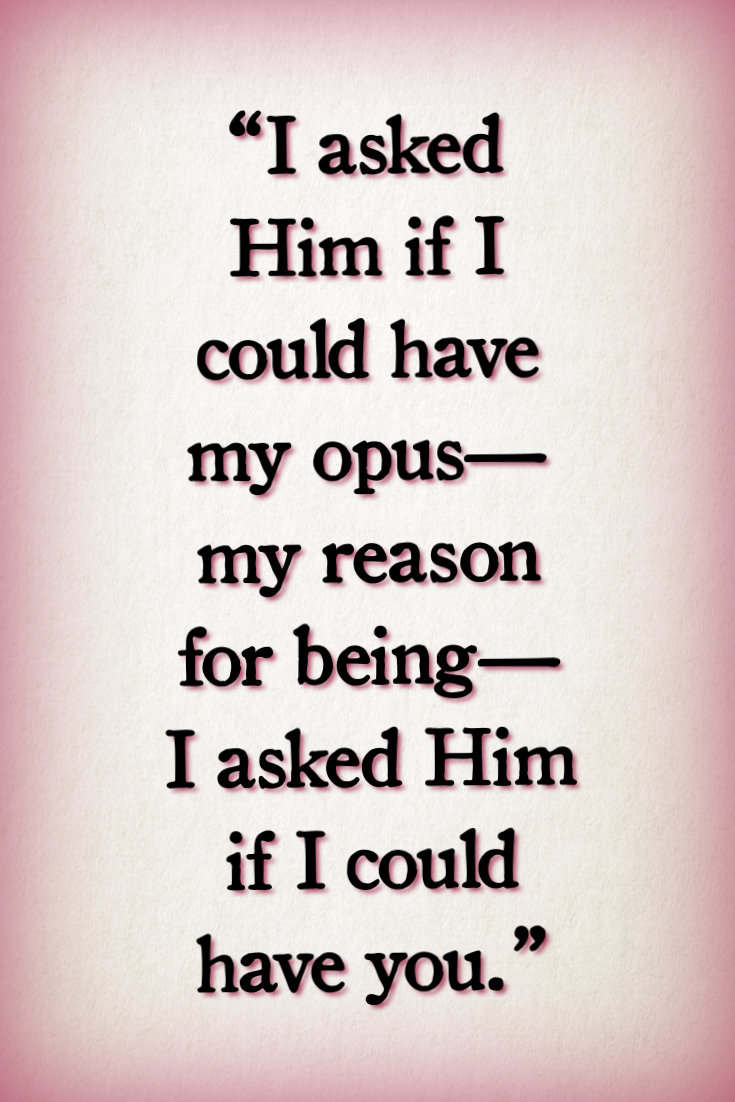 “I asked
Him if I
could have
my opus—
my reason
for being—
I asked Him
if I could
have you.”